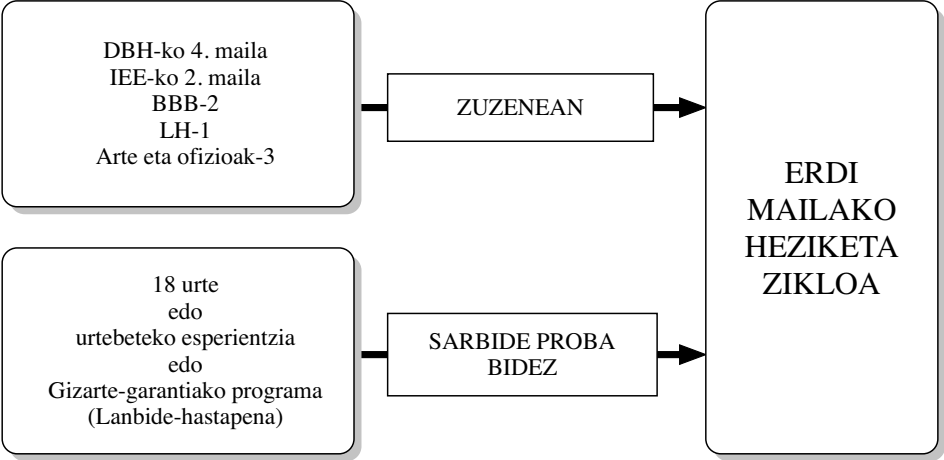 DBH-ko 4. maila
IEE-ko 2. maila
BBB-2
LH-1
Arte eta ofizioak-3
ZUZENEAN
18 urte
edo
urtebeteko esperientzia
edo
Gizarte-garantiako programa
(Lanbide-hastapena)
SARBIDE PROBA
BIDEZ
ERDI
MAILAKO
HEZIKETA
ZIKLOA